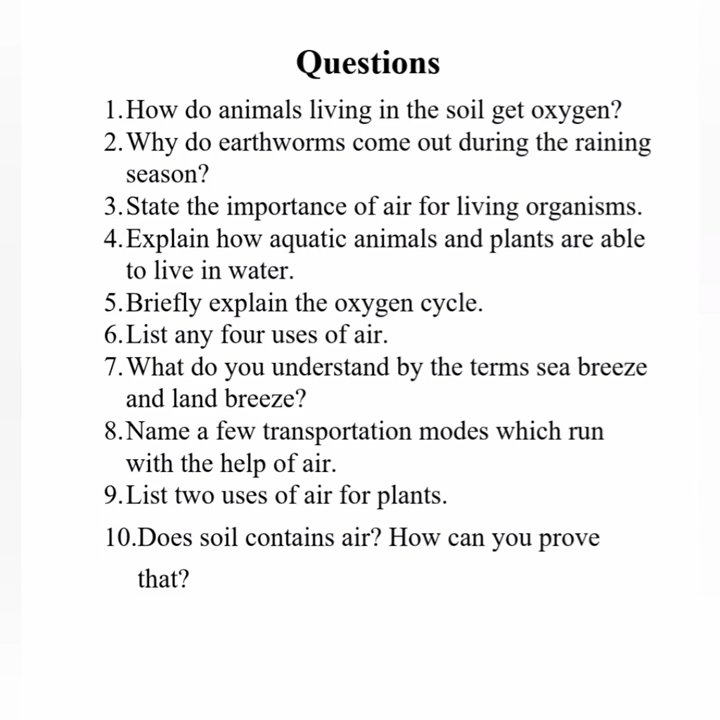 Questions
1.How do animals living in the soil get oxygen?
2.Why do earthworms come out during the raining
season?
3.State the importance of air for living organisms.
4.Explain how aquatic animals and plants are able
to live in water.
5.Briefly explain the oxygen cycle.
6.List any four uses of air.
7.What do you understand by the terms sea breeze
and land breeze?
8.Name a few transportation modes which run
with the help of air.
9.List two uses of air for plants.
10.Does soil contains air? How can you prove
that?